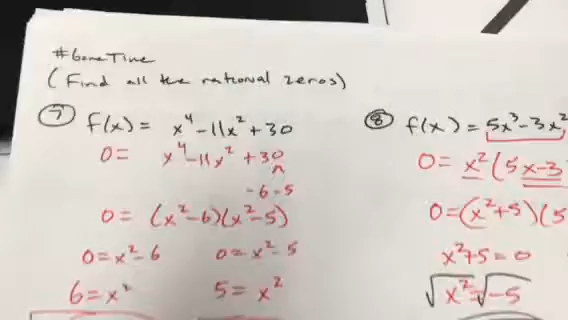 #GameTime
(Find all the rational zeros)
⑦ f(x) = x⁴-11x²+30
0= x⁴-11x²+30
-6 -5
0= (x²-6)(x²-5)
0=x²-6 0=x²-5
6=x² 5=x²
⑧ f(x) = 5x³-3x²
0= x²(5x-3
0=(x²+5)(5
x²+5=0
√x²=√-5